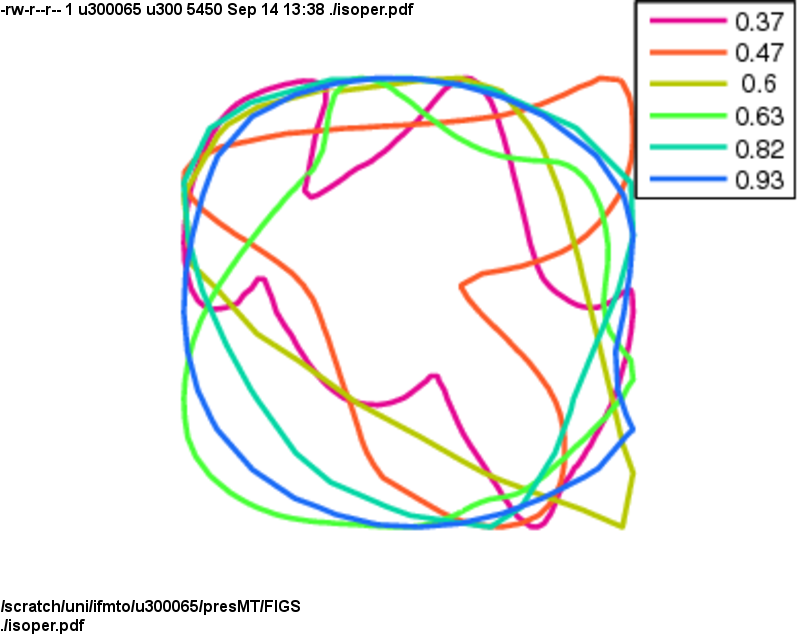 -rw-r--r-- 1 u300065 u300 5450 Sep 14 13:38 ./isoper.pdf
0.37
0.47
0.6
0.63
0.82
0.93
/scratch/uni/ifmto/u300065/presMT/FIGS
./isoper.pdf